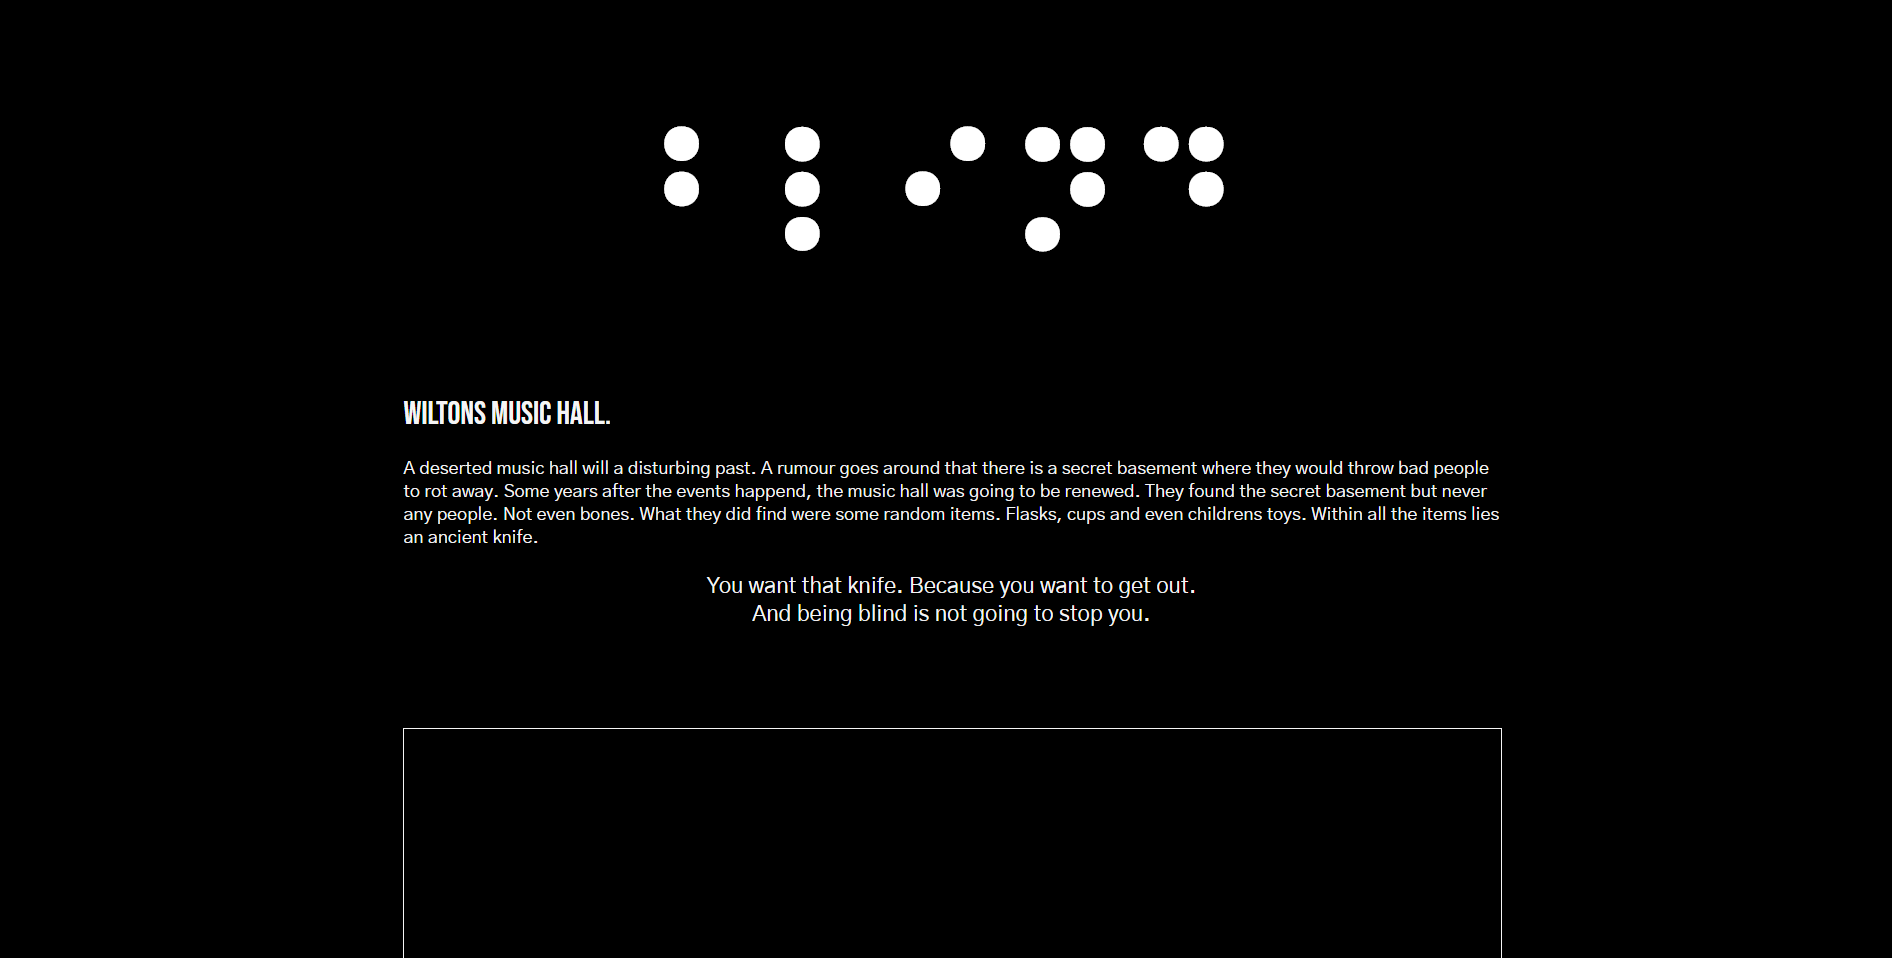 ⠃⠇⠊⠝⠙
WILTONS MUSIC HALL.
A deserted music hall will a disturbing past. A rumour goes around that there is a secret basement where they would throw bad people
to rot away. Some years after the events happend, the music hall was going to be renewed. They found the secret basement but never
any people. Not even bones. What they did find were some random items. Flasks, cups and even childrens toys. Within all the items lies
an ancient knife.
You want that knife. Because you want to get out.
And being blind is not going to stop you.